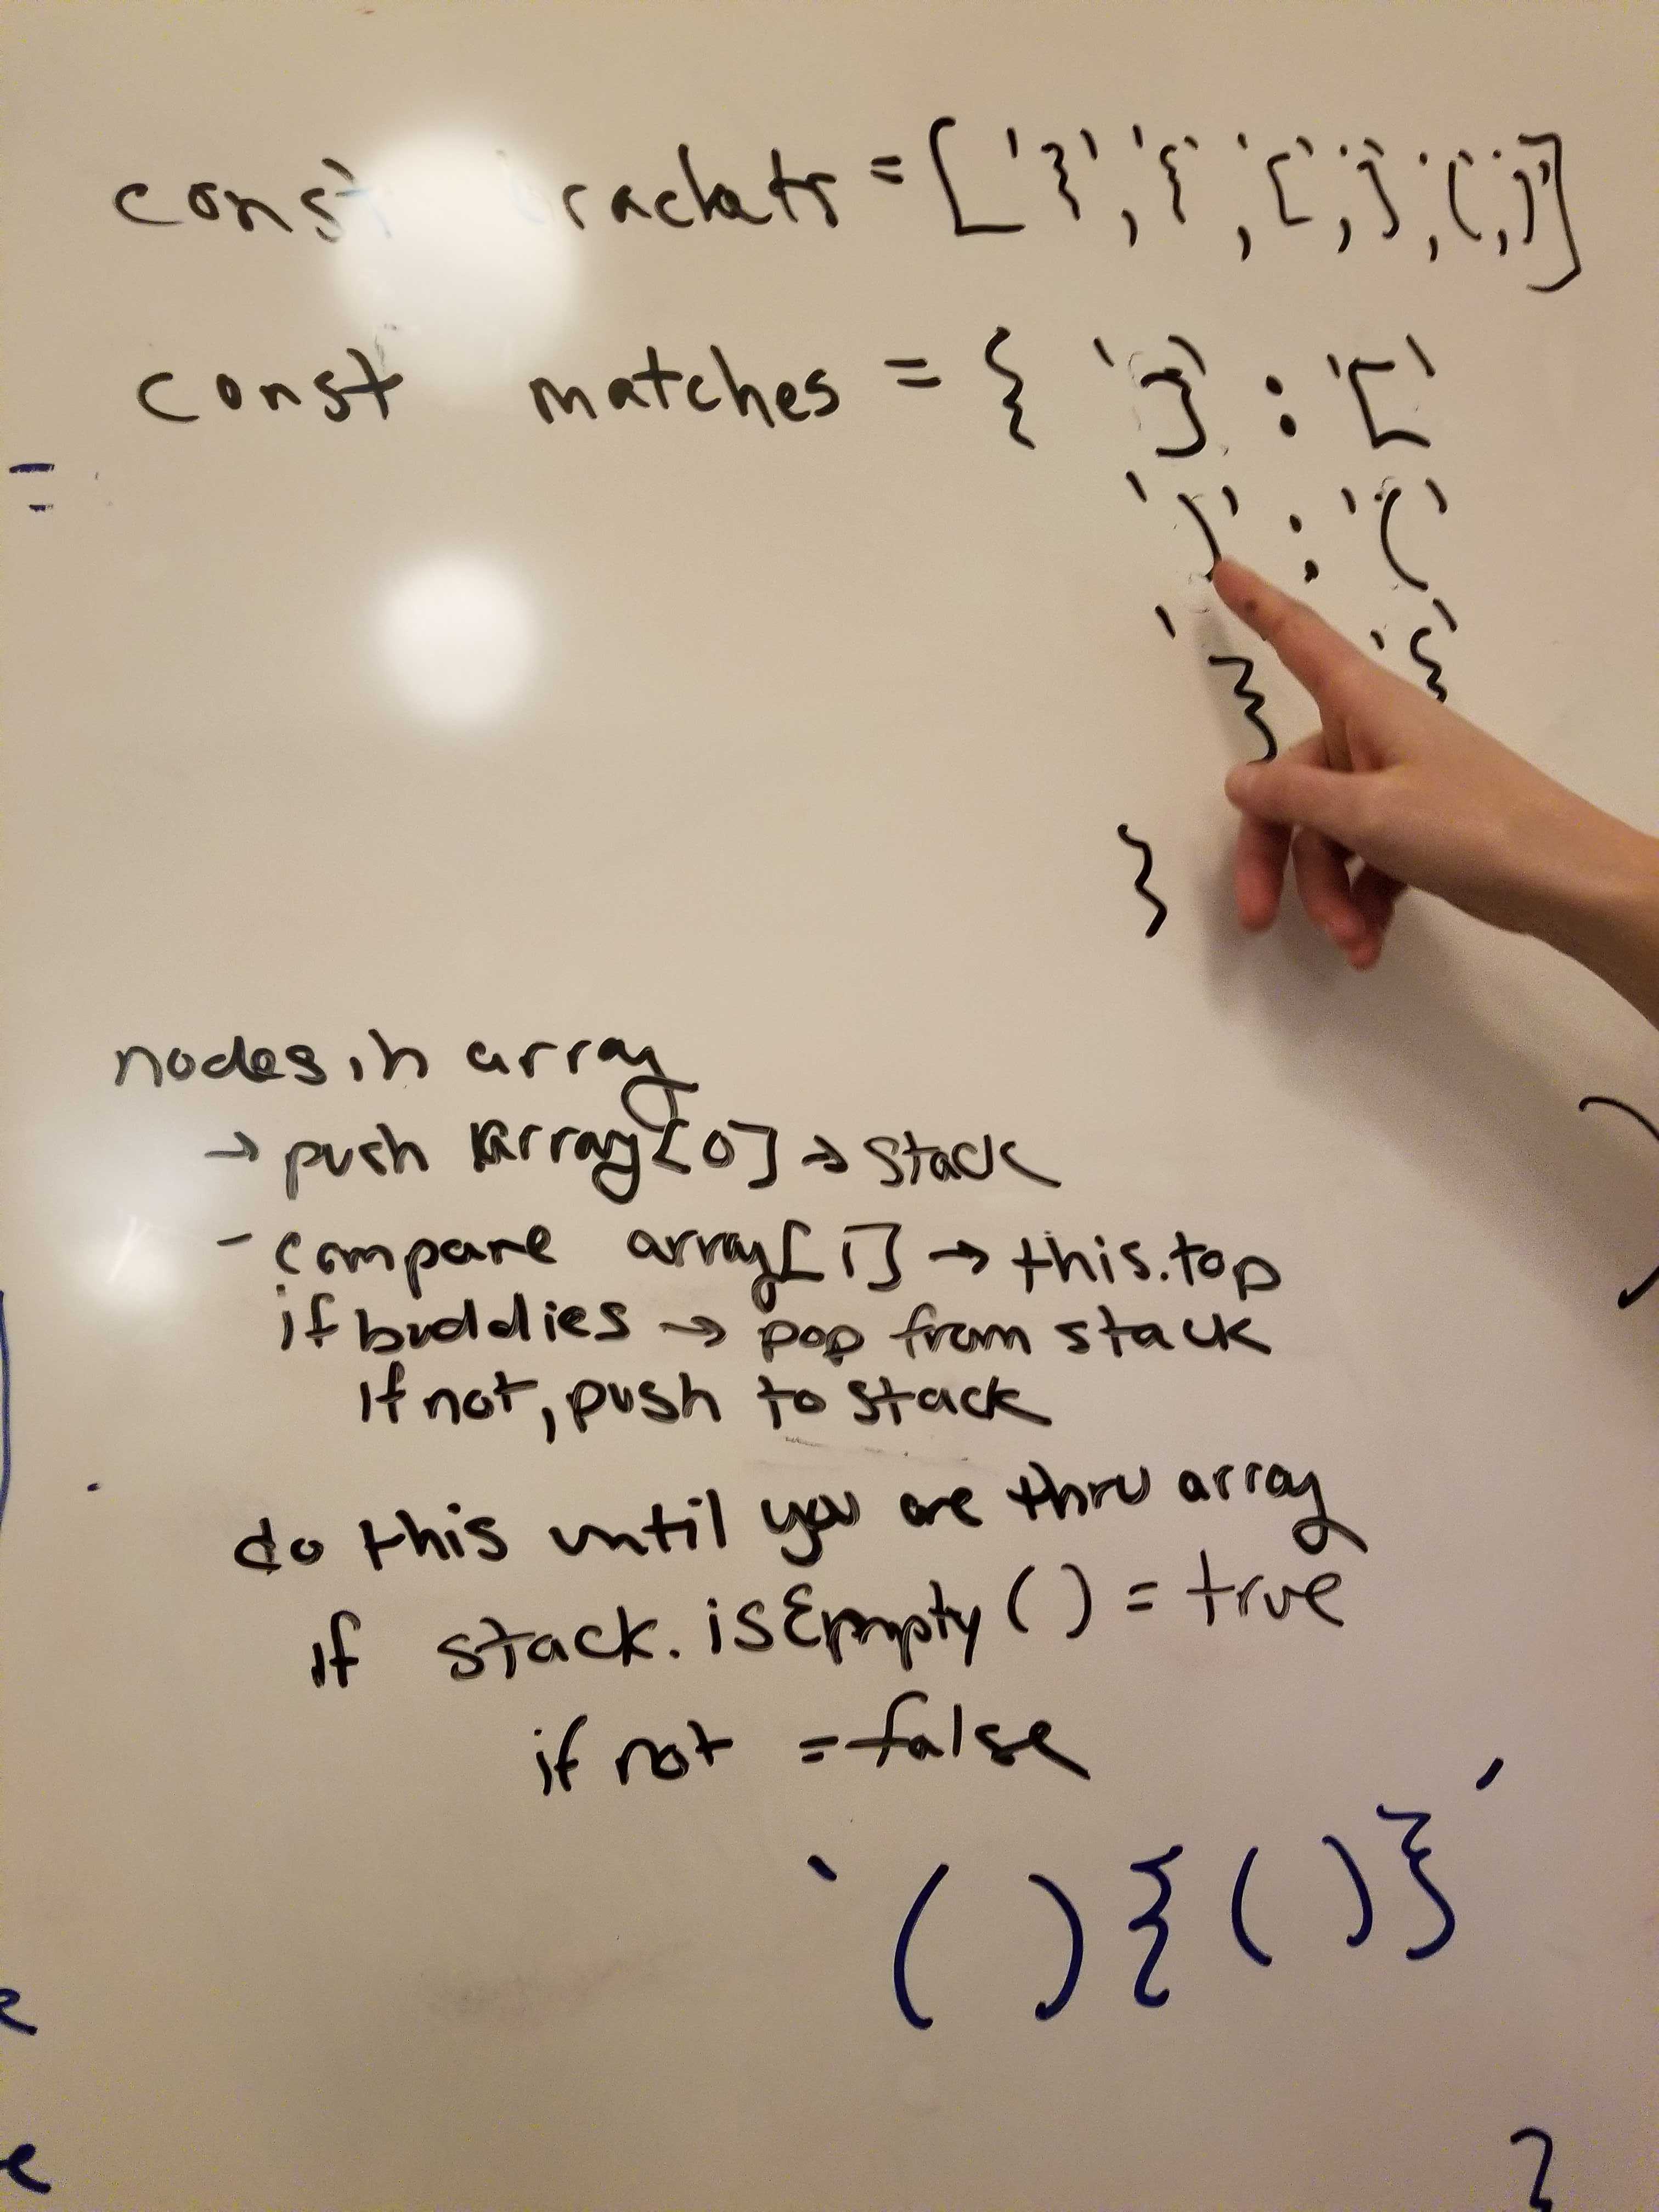 const brackets = ['}', '{', '[', ']', '(', ')']
const matches = { ']' : '['
')' : '('
'} '{'
}
nodes in array
→ push array[0] → stack
- compare array[i] → this.top
if buddies → pop from stack
if not, push to stack
do this until you are thru array
if stack.isEmpty() = true
if not = false
'(){()}'